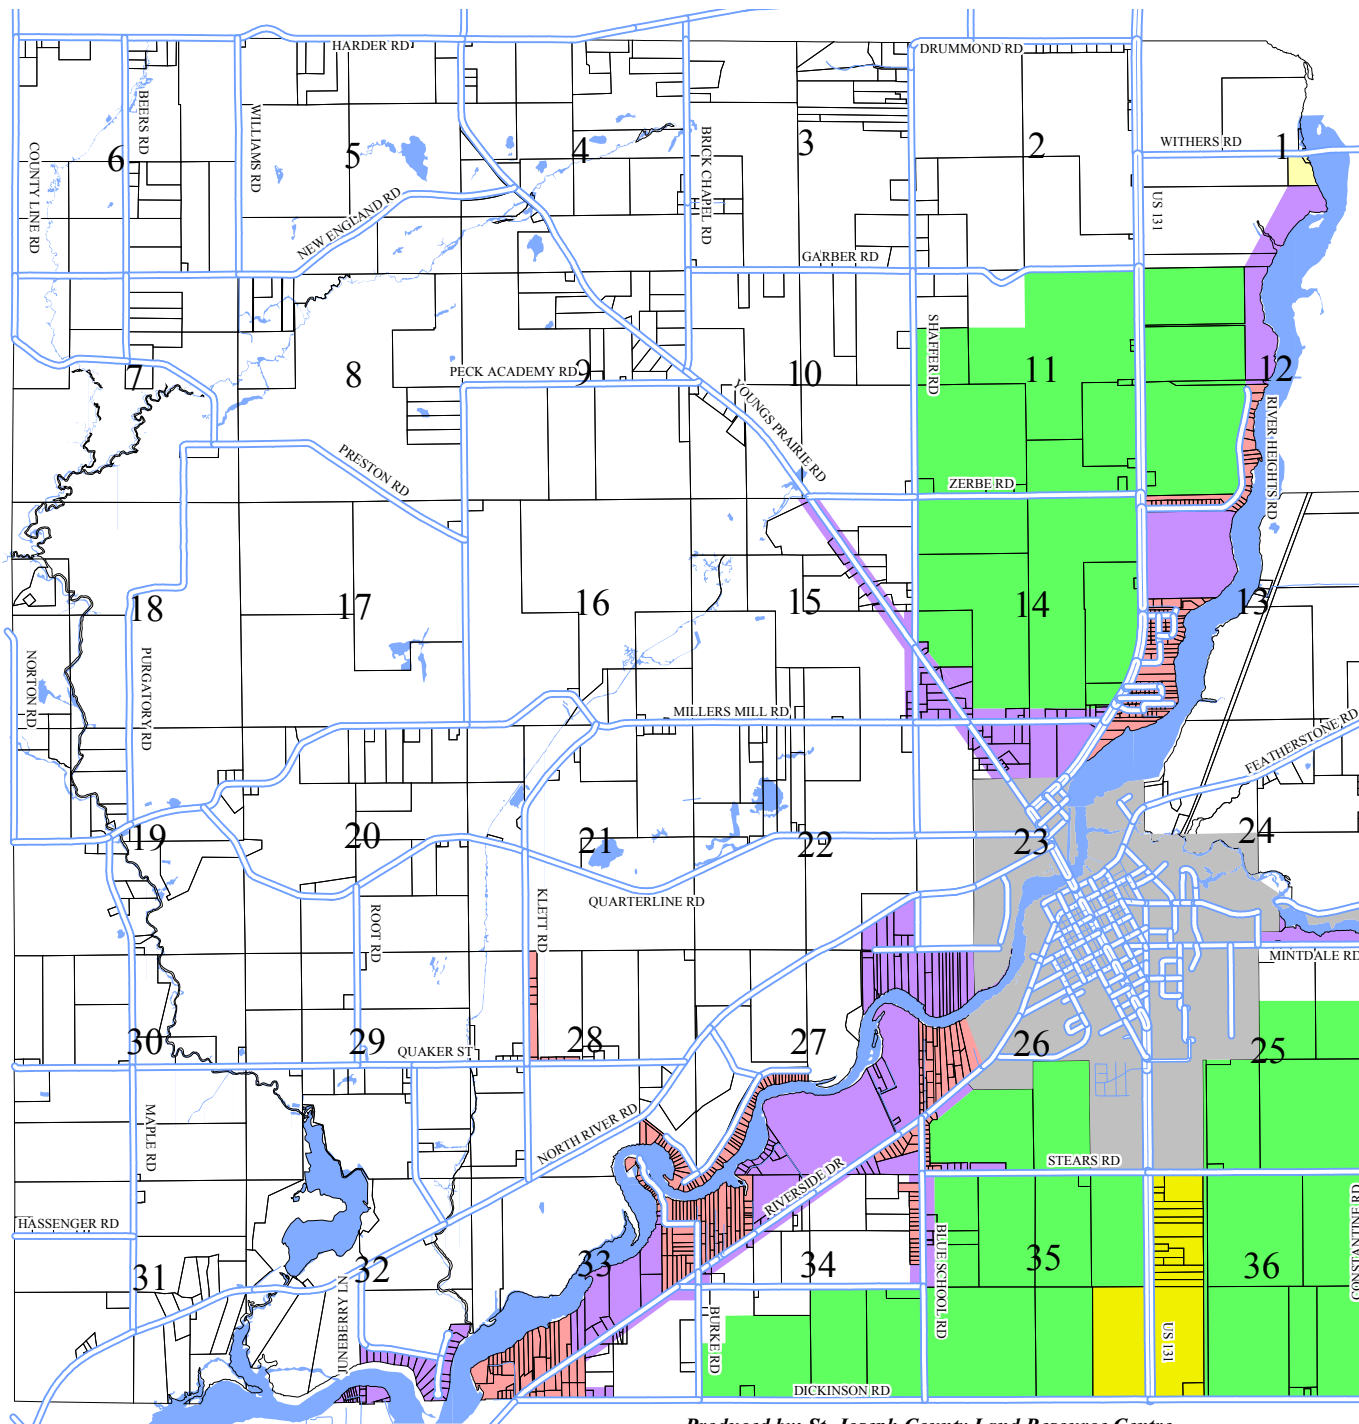 HARDER RD
DRUMMOND RD
BEERS RD
WILLIAMS RD
COUNTY LINE RD
BRICK CHAPEL RD
WITHERS RD
6
5
4
3
2
1
US 131
NEW ENGLAND RD
GARBER RD
SHAFFER RD
7
8
PECK ACADEMY RD
9
10
11
12
YOUNGS PRAIRIE RD
RIVER HEIGHTS RD
PRESTON RD
ZERBE RD
18
17
16
15
14
13
NORTON RD
PURGATORY RD
MILLERS MILL RD
FEATHERSTONE RD
19
20
21
22
23
24
KLETT RD
QUARTERLINE RD
ROOT RD
MINTDALE RD
30
29
28
27
26
25
QUAKER ST
MAPLE RD
NORTH RIVER RD
STEARS RD
RIVERSIDE DR
HASSENGER RD
BLUE SCHOOL RD
CONSTANTINE RD
31
32
33
34
35
36
JUNEBERRY LN
BURKE RD
US 131
DICKINSON RD